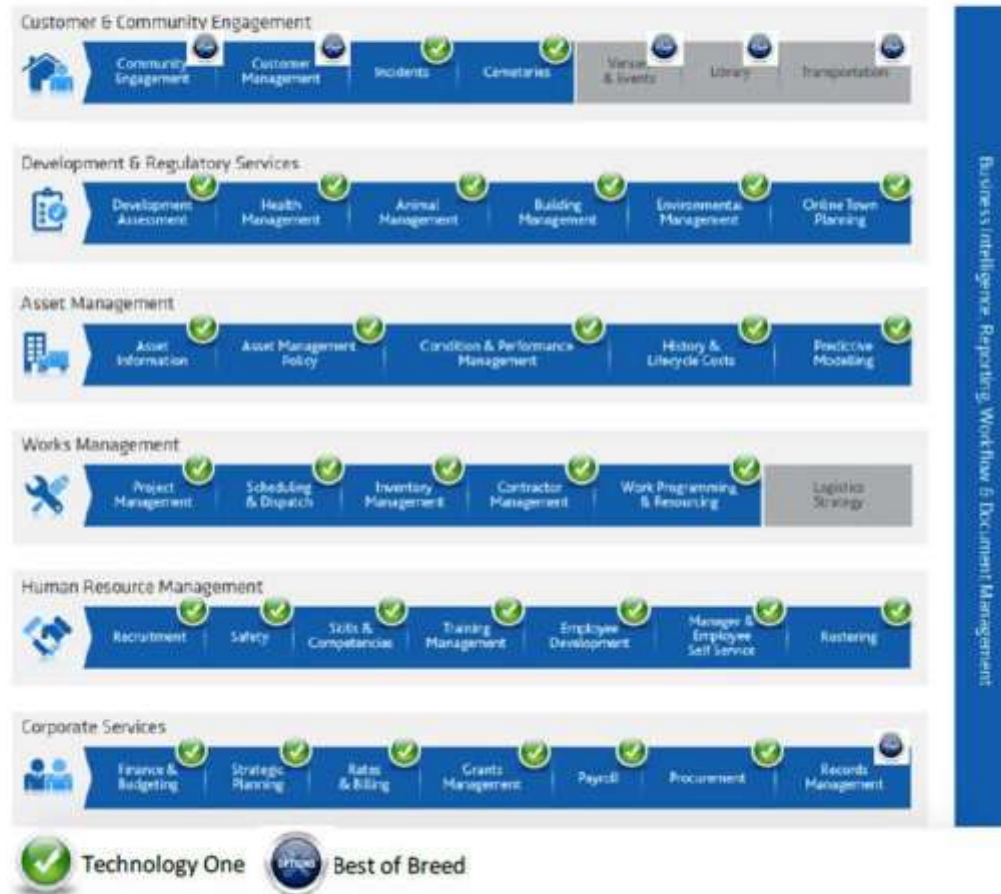 Customer & Community Engagement
Community
Engagement
Customer
Management
Incidents
Cemetaries
& Events
Library
Transportation
Development & Regulatory Services
Development
Assessment
Health
Management
Animal
Management
Building
Management
Environmental
Management
Online Town
Planning
Asset Management
Asset
Information
Asset Management
Policy
Condition & Performance
Management
History &
Lifecycle Costs
Predictive
Modelling
Works Management
Project
Management
Scheduling
& Dispatch
Inventory
Management
Contractor
Management
Work Programming
& Resourcing
Logistics
Strategy
Human Resource Management
Recruitment
Safety
Skills &
Competencies
Training
Management
Employee
Development
Manager &
Employee
Self Service
Rostering
Corporate Services
Finance &
Budgeting
Strategic
Planning
Rates
& Billing
Grants
Management
Payroll
Procurement
Records
Management
Business Intelligence, Reporting, Workflow & Document Management
Technology One
Best of Breed